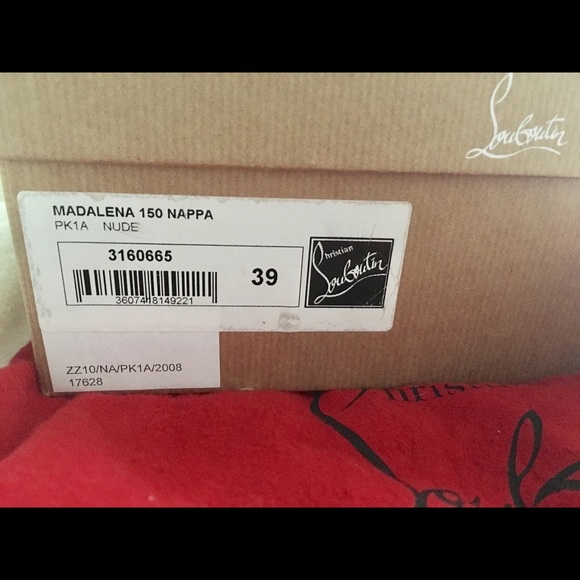 Louboutin
MADALENA 150 NAPPA
PK1A NUDE
3160665
39
3607418149221
Christian
Louboutin
ZZ10/NA/PK1A/2008
17628